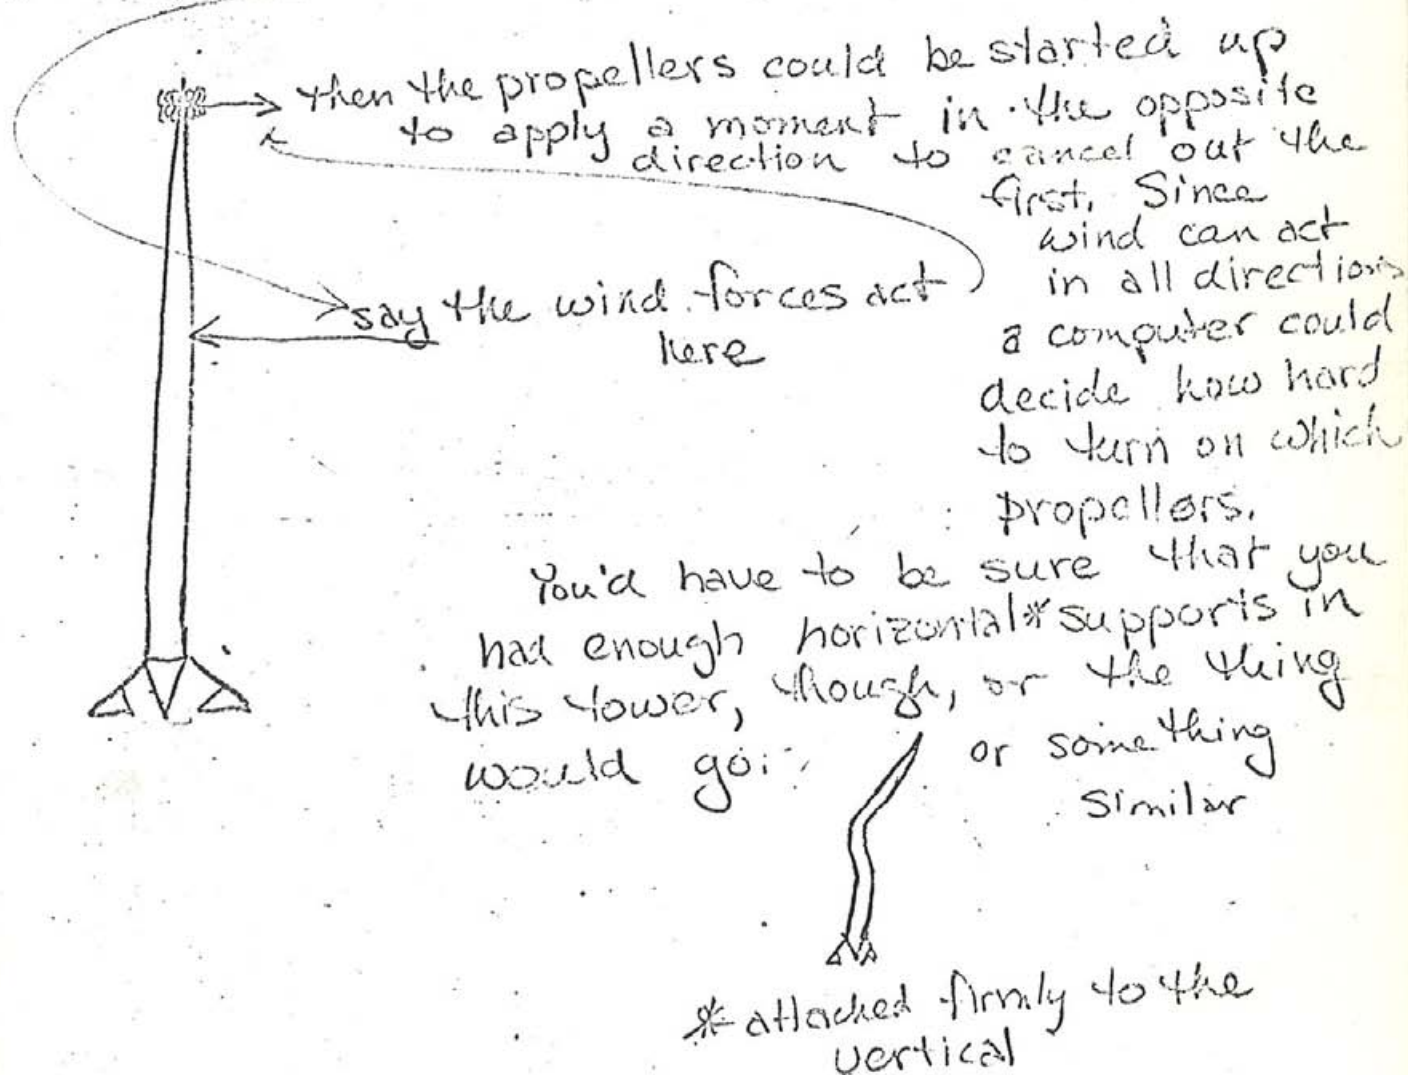 say the wind forces act
here
then the propellers could be started up
to apply a moment in the opposite
direction to cancel out the
first. Since
wind can act
in all directions
a computer could
decide how hard
to turn on which
propellers.
You'd have to be sure that you
had enough horizontal* supports in
this tower, though, or the thing
would go:
or something
similar
* attached firmly to the
vertical